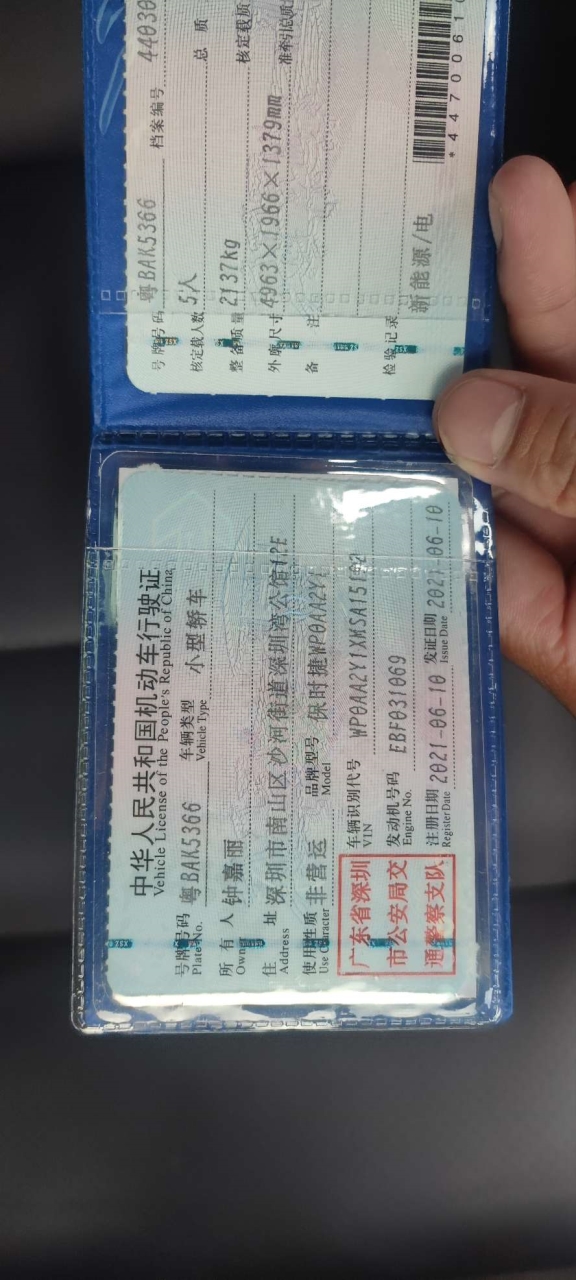 中华人民共和国机动车行驶证
Vehicle License of the People's Republic of China
号牌号码 粤BAK5366 车辆类型 小型轿车
Plate No. Vehicle Type
所有人 钟嘉丽
Owner
住址 深圳市南山区沙河街道深圳湾公馆12E
Address
使用性质 非营运 品牌型号 保时捷WP0AA2Y1
Use Character Model
广东省深圳
市公安局交
通警察支队
车辆识别代号
VIN
发动机号码 EBF031069
Engine No.
注册日期 2021-06-10 发证日期 2021-06-10
Register Date Issue Date
号牌号码 粤BAK5366 档案编号 44030
核定载人数 5人 总质
整备质量 2137kg 核定载质
外廓尺寸 4963×1966×1379mm 准牵引总质
备注
检验记录 新能源/电
*44700610